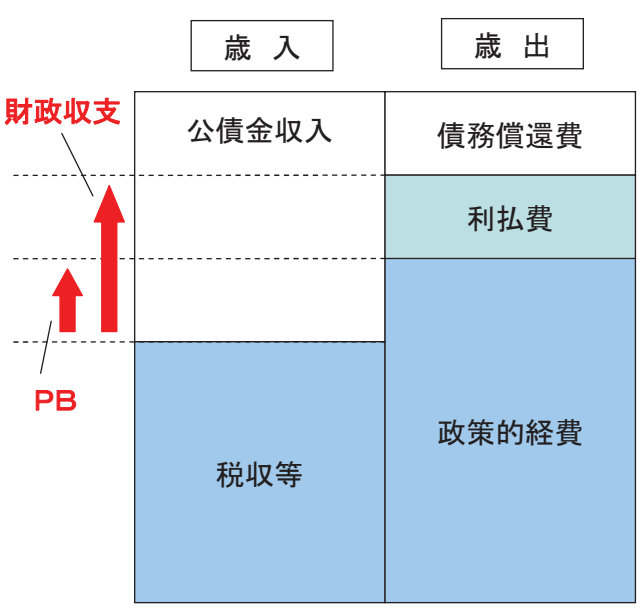 歳入
歳出
財政収支
公債金収入
債務償還費
利払費
PB
政策的経費
税収等